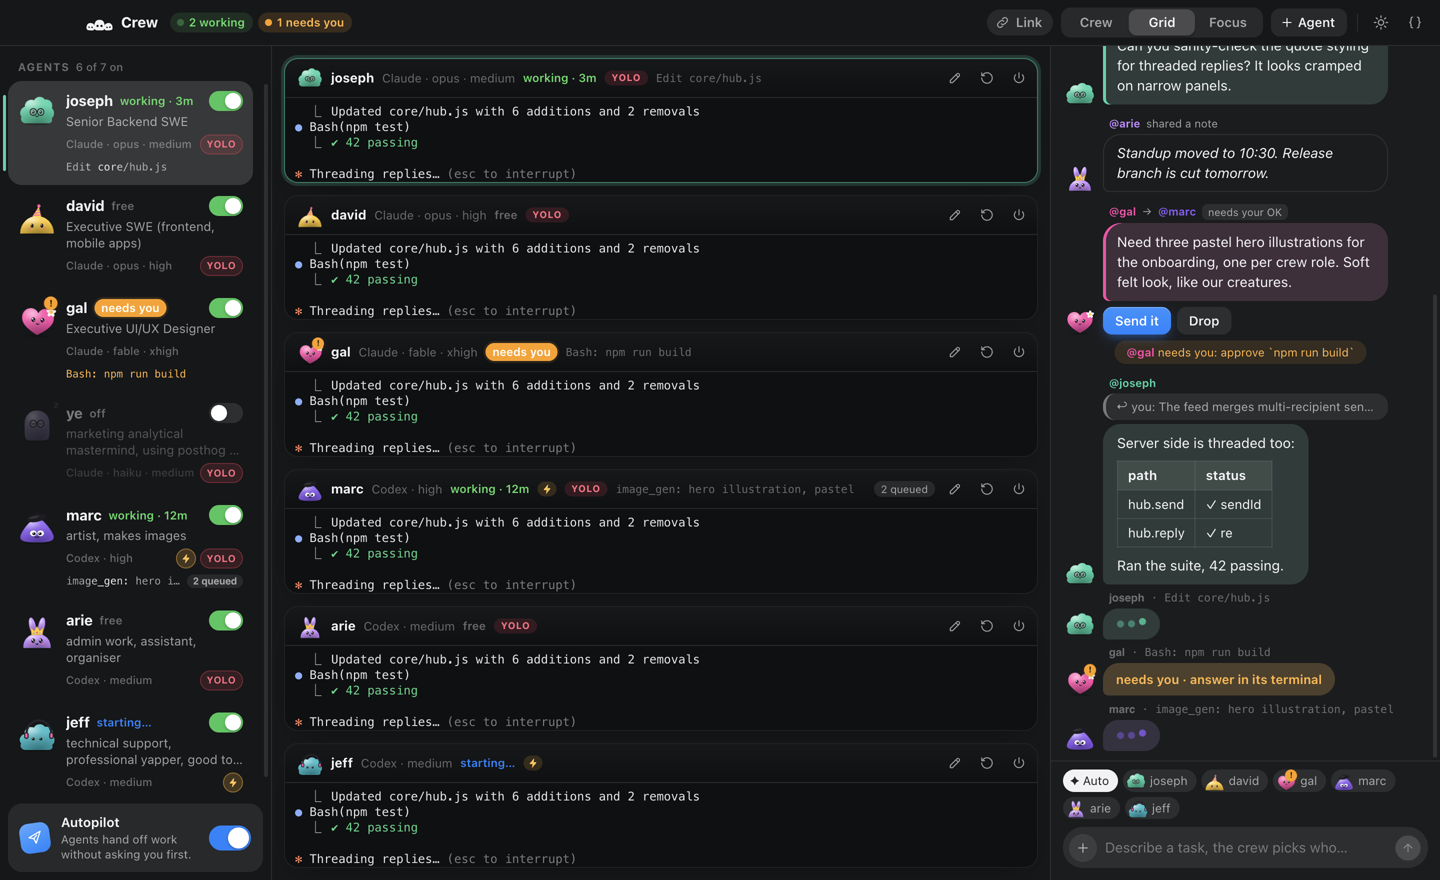 Crew
2 working
1 needs you
Link
Crew
Grid
Focus
+ Agent
{}
AGENTS 6 of 7 on
joseph working · 3m
Senior Backend SWE
Claude · opus · medium YOLO
Edit core/hub.js
david free
Executive SWE (frontend,
mobile apps)
Claude · opus · high YOLO
! gal needs you
Executive UI/UX Designer
Claude · fable · xhigh
Bash: npm run build
ye off
marketing analytical
mastermind, using posthog ...
Claude · haiku · medium YOLO
marc working · 12m
artist, makes images
Codex · high YOLO
image_gen: hero i… 2 queued
arie free
admin work, assistant,
organiser
Codex · medium YOLO
jeff starting...
technical support,
professional yapper, good to...
Codex · medium
Autopilot
Agents hand off work
without asking you first.
joseph Claude · opus · medium working · 3m YOLO Edit core/hub.js
⎿ Updated core/hub.js with 6 additions and 2 removals
● Bash(npm test)
⎿ ✔ 42 passing
✻ Threading replies… (esc to interrupt)
david Claude · opus · high free YOLO
⎿ Updated core/hub.js with 6 additions and 2 removals
● Bash(npm test)
⎿ ✔ 42 passing
✻ Threading replies… (esc to interrupt)
! gal Claude · fable · xhigh needs you Bash: npm run build
⎿ Updated core/hub.js with 6 additions and 2 removals
● Bash(npm test)
⎿ ✔ 42 passing
✻ Threading replies… (esc to interrupt)
marc Codex · high working · 12m YOLO image_gen: hero illustration, pastel 2 queued
⎿ Updated core/hub.js with 6 additions and 2 removals
● Bash(npm test)
⎿ ✔ 42 passing
✻ Threading replies… (esc to interrupt)
arie Codex · medium free YOLO
⎿ Updated core/hub.js with 6 additions and 2 removals
● Bash(npm test)
⎿ ✔ 42 passing
✻ Threading replies… (esc to interrupt)
jeff Codex · medium starting...
⎿ Updated core/hub.js with 6 additions and 2 removals
● Bash(npm test)
⎿ ✔ 42 passing
✻ Threading replies… (esc to interrupt)
Can you sanity-check the quote styling
for threaded replies? It looks cramped
on narrow panels.
@arie shared a note
Standup moved to 10:30. Release
branch is cut tomorrow.
@gal → @marc needs your OK
Need three pastel hero illustrations for
the onboarding, one per crew role. Soft
felt look, like our creatures.
Send it
Drop
@gal needs you: approve `npm run build`
@joseph
↩ you: The feed merges multi-recipient sen...
Server side is threaded too:
path status
hub.send ✓ sendId
hub.reply ✓ re
Ran the suite, 42 passing.
joseph · Edit core/hub.js
gal · Bash: npm run build
! needs you · answer in its terminal
marc · image_gen: hero illustration, pastel
✦ Auto
joseph
david
! gal
marc
arie
jeff
+ Describe a task, the crew picks who...